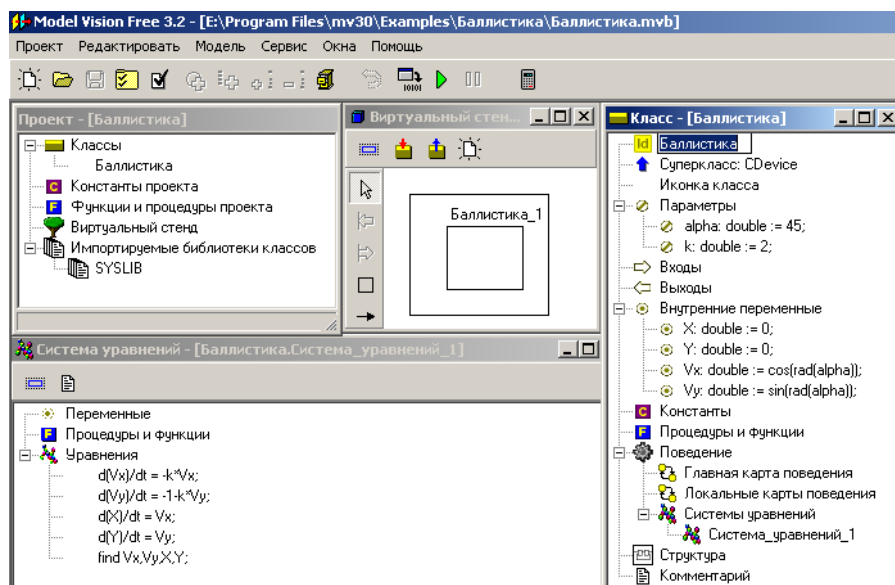 Model Vision Free 3.2 - [E:\Program Files\mv30\Examples\Баллистика\Баллистика.mvb]
Проект Редактировать Модель Сервис Окна Помощь
Проект - [Баллистика]
Классы
Баллистика
Константы проекта
Функции и процедуры проекта
Виртуальный стенд
Импортируемые библиотеки классов
SYSLIB
Виртуальный стен...
Баллистика_1
Класс - [Баллистика]
Баллистика
Суперкласс: CDevice
Иконка класса
Параметры
alpha: double := 45;
k: double := 2;
Входы
Выходы
Внутренние переменные
X: double := 0;
Y: double := 0;
Vx: double := cos(rad(alpha));
Vy: double := sin(rad(alpha));
Константы
Процедуры и функции
Поведение
Главная карта поведения
Локальные карты поведения
Системы уравнений
Система_уравнений_1
Структура
Комментарий
Система уравнений - [Баллистика.Система_уравнений_1]
Переменные
Процедуры и функции
Уравнения
d(Vx)/dt = -k*Vx;
d(Vy)/dt = -1-k*Vy;
d(X)/dt = Vx;
d(Y)/dt = Vy;
find Vx,Vy,X,Y;